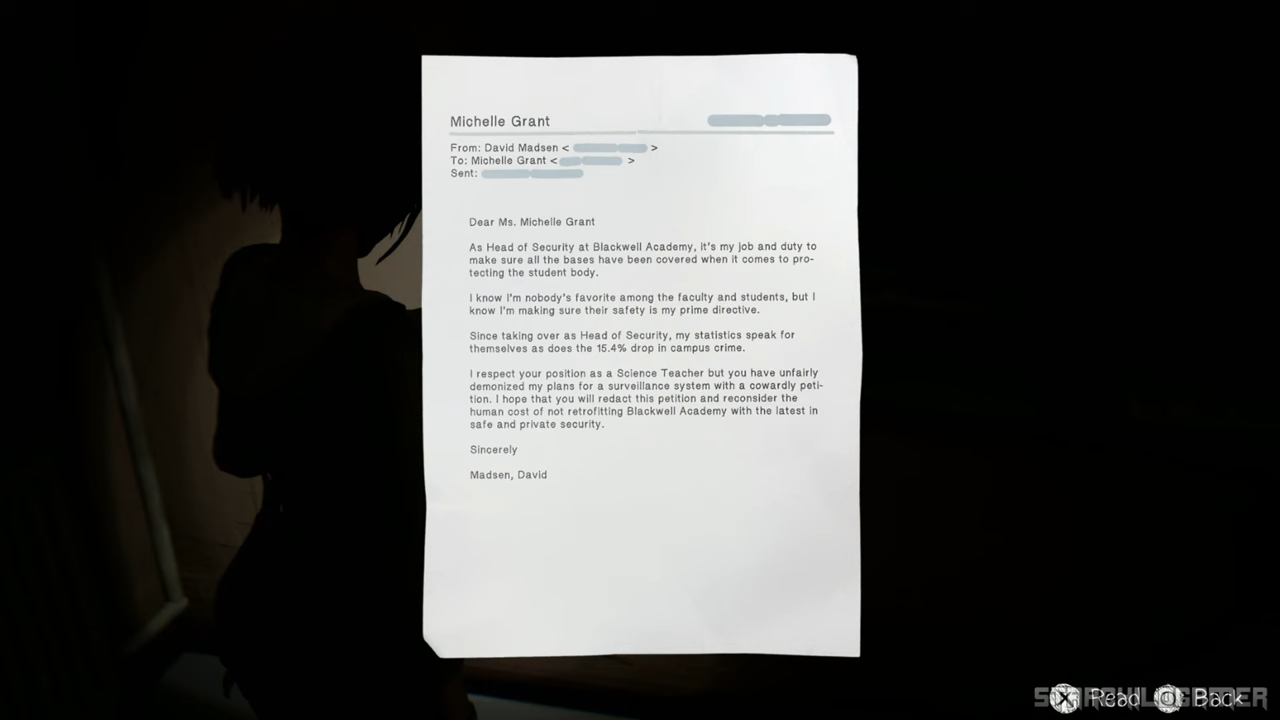 Michelle Grant
From: David Madsen < >
To: Michelle Grant < >
Sent:
Dear Ms. Michelle Grant
As Head of Security at Blackwell Academy, it's my job and duty to
make sure all the bases have been covered when it comes to pro-
tecting the student body.
I know I'm nobody's favorite among the faculty and students, but I
know I'm making sure their safety is my prime directive.
Since taking over as Head of Security, my statistics speak for
themselves as does the 15.4% drop in campus crime.
I respect your position as a Science Teacher but you have unfairly
demonized my plans for a surveillance system with a cowardly peti-
tion. I hope that you will redact this petition and reconsider the
human cost of not retrofitting Blackwell Academy with the latest in
safe and private security.
Sincerely
Madsen, David
Read Back